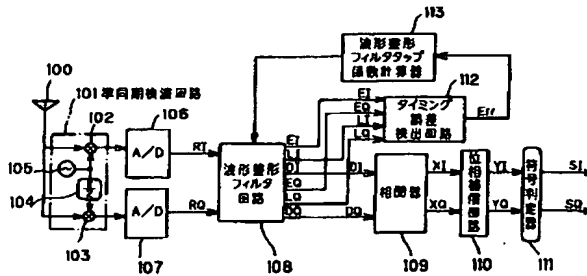 113
波形整形
フィルタタップ
係数計算器
100
101 準同期検波回路
102
106
112
タイミング
誤差
検出回路
Err
EI
EQ
LI
LQ
105
104
103
A/D
A/D
RI
RQ
107
波形整形
フィルタ
回路
108
EI
LI
DI
EQ
LQ
DQ
DI
DQ
相関器
109
XI
XQ
位相補償回路
110
YI
YQ
符号判定器
111
SI
SQ